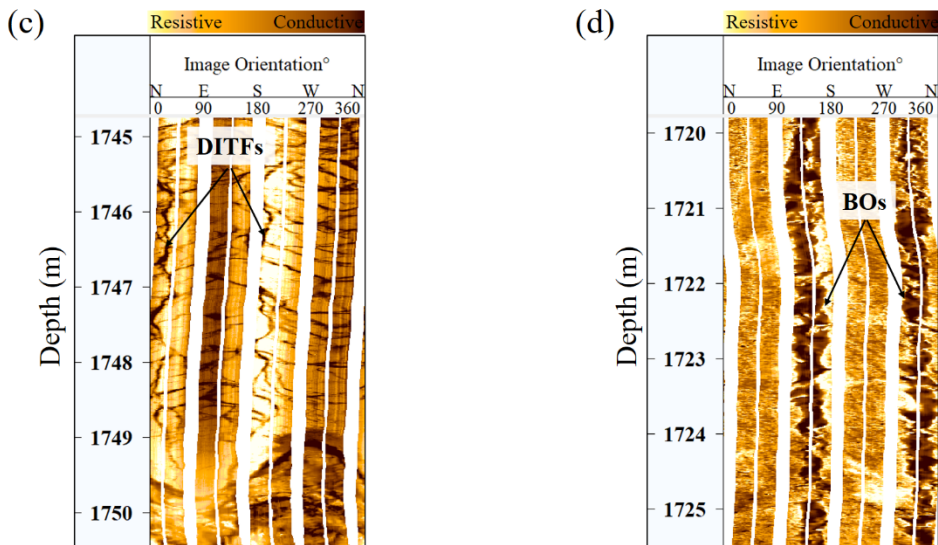 (c)
Resistive Conductive
Image Orientation°
N E S W N
0 90 180 270 360
1745
DITFs
1746
1747
1748
1749
1750
Depth (m)
(d)
Resistive Conductive
Image Orientation°
N E S W N
0 90 180 270 360
1720
1721
BOs
1722
1723
1724
1725
Depth (m)